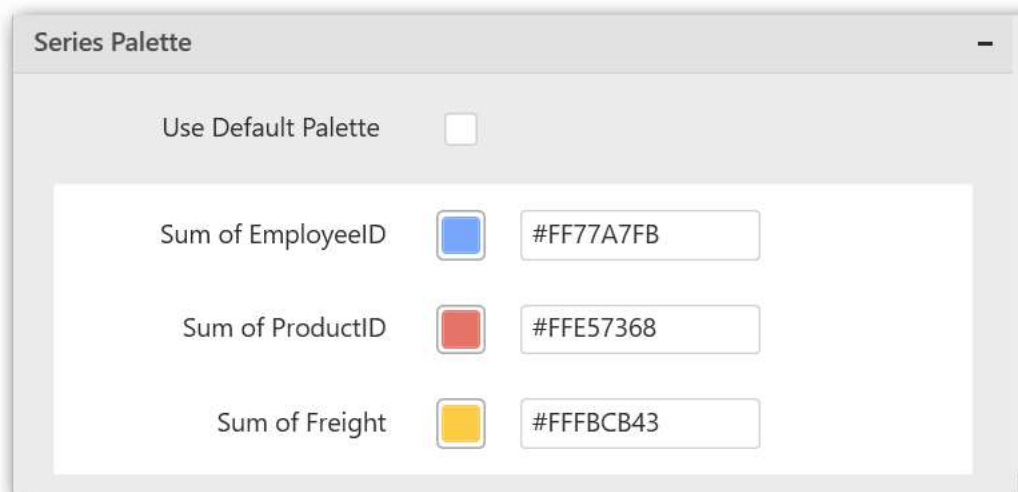 Series Palette
Use Default Palette
Sum of EmployeeID #FF77A7FB
Sum of ProductID #FFE57368
Sum of Freight #FFFBCB43